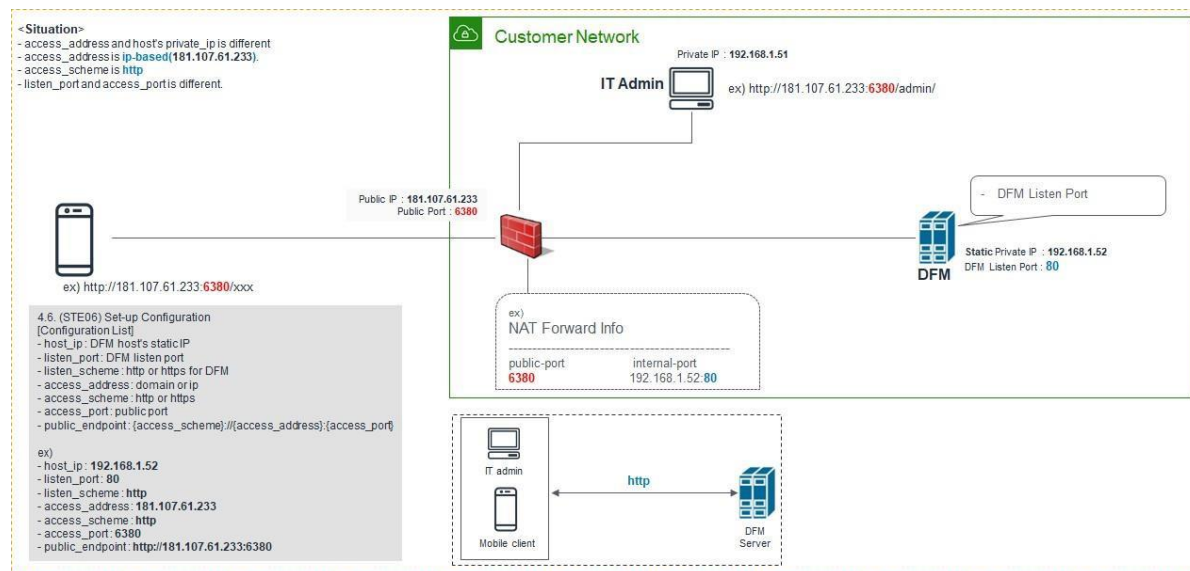 <Situation>
- access_address and host's private_ip is different
- access_address is ip-based(181.107.61.233).
- access_scheme is http
- listen_port and access_port is different.
Customer Network
Private IP : 192.168.1.51
IT Admin
ex) http://181.107.61.233:6380/admin/
Public IP : 181.107.61.233
Public Port : 6380
- DFM Listen Port
Static Private IP : 192.168.1.52
DFM Listen Port : 80
DFM
ex) http://181.107.61.233:6380/xxx
ex)
NAT Forward Info
public-port internal-port
6380 192.168.1.52:80
4.6. (STE06) Set-up Configuration
[Configuration List]
- host_ip : DFM host's static IP
- listen_port : DFM listen port
- listen_scheme : http or https for DFM
- access_address : domain or ip
- access_scheme : http or https
- access_port : public port
- public_endpoint : {access_scheme}://{access_address}:{access_port}
ex)
- host_ip : 192.168.1.52
- listen_port : 80
- listen_scheme : http
- access_address : 181.107.61.233
- access_scheme : http
- access_port : 6380
- public_endpoint : http://181.107.61.233:6380
IT admin
Mobile client
http
DFM
Server